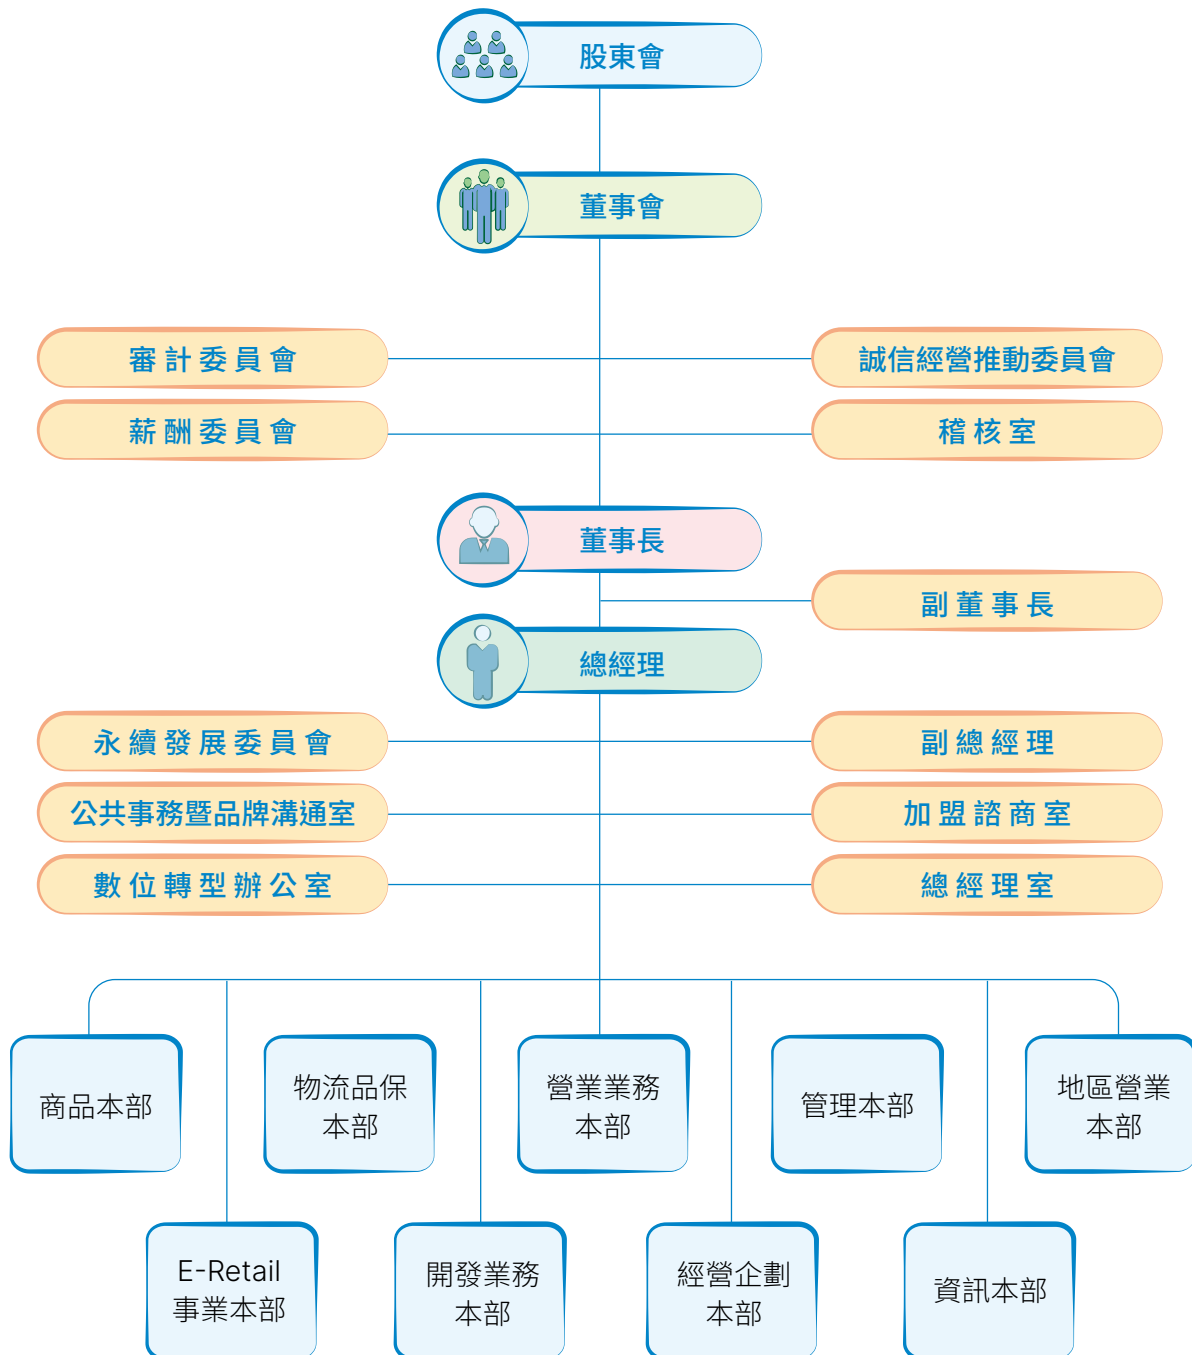 股東會
董事會
審計委員會
誠信經營推動委員會
薪酬委員會
稽核室
董事長
副董事長
總經理
永續發展委員會
副總經理
公共事務暨品牌溝通室
加盟諮商室
數位轉型辦公室
總經理室
商品本部
物流品保
本部
營業業務
本部
管理本部
地區營業
本部
E-Retail
事業本部
開發業務
本部
經營企劃
本部
資訊本部